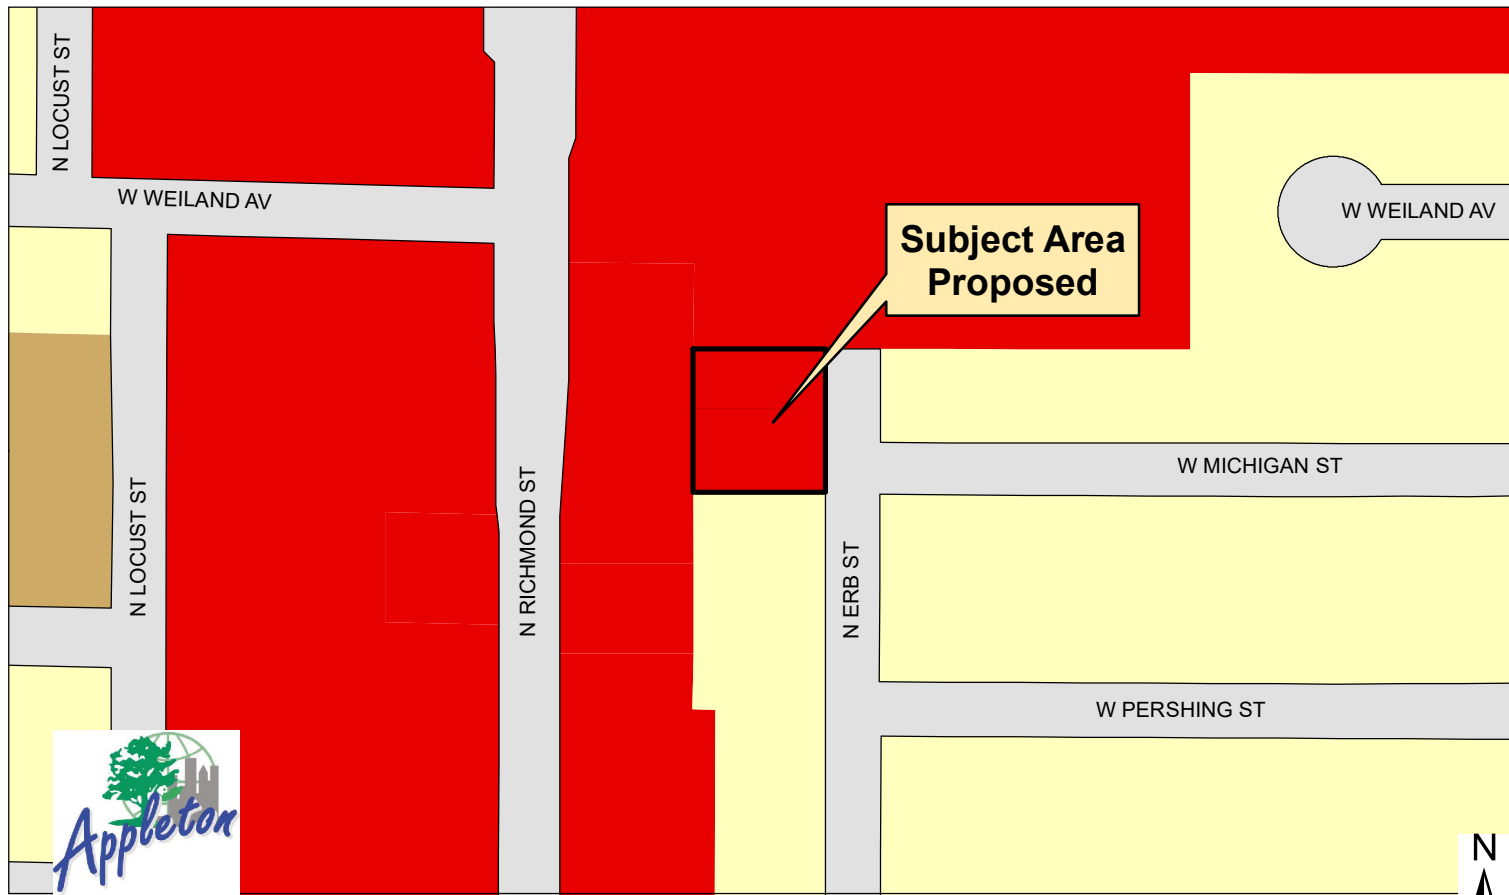 N LOCUST ST
W WEILAND AV
Subject Area
Proposed
W WEILAND AV
W MICHIGAN ST
N LOCUST ST
N RICHMOND ST
N ERB ST
W PERSHING ST
Appleton
N